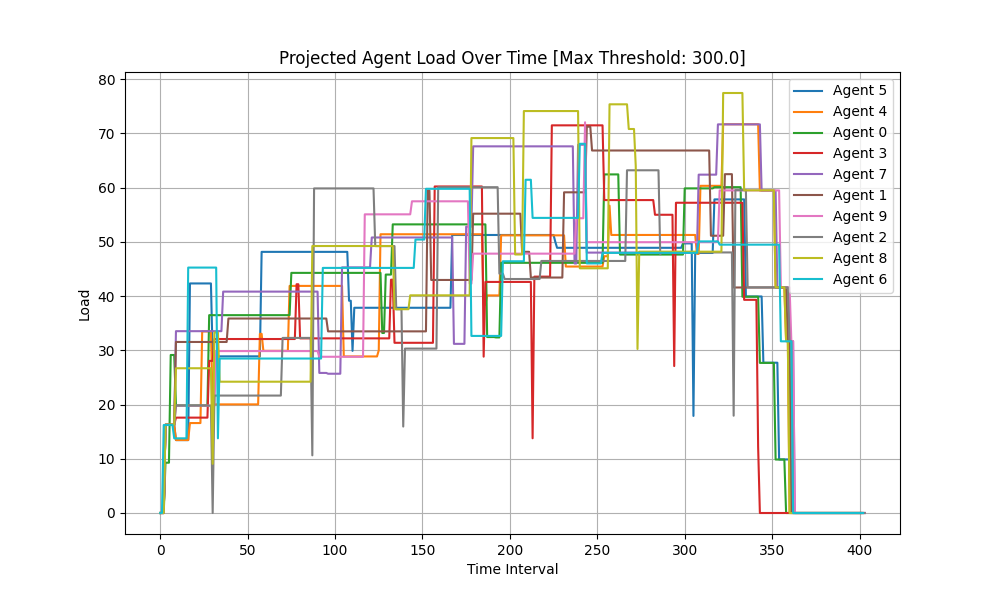 Projected Agent Load Over Time [Max Threshold: 300.0]
Load
80
70
60
50
40
30
20
10
0
0 50 100 150 200 250 300 350 400
Time Interval
Agent 5
Agent 4
Agent 0
Agent 3
Agent 7
Agent 1
Agent 9
Agent 2
Agent 8
Agent 6